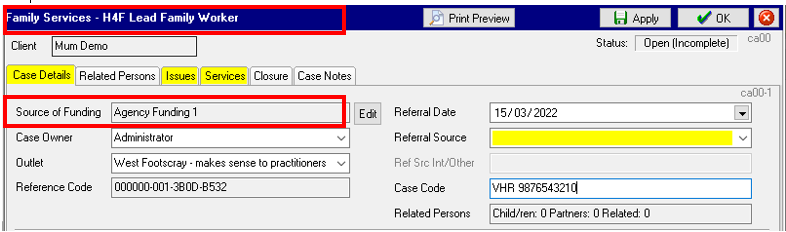 Family Services - H4F Lead Family Worker Print Preview Apply OK
Client Mum Demo Status: Open (Incomplete) ca00
Case Details Related Persons Issues Services Closure Case Notes
ca00-1
Source of Funding Agency Funding 1 Edit Referral Date 15/03/2022
Case Owner Administrator Referral Source
Outlet West Footscray - makes sense to practitioners Ref Src Int/Other
Reference Code 000000-001-3B0D-B532 Case Code VHR 9876543210
Related Persons Child/ren: 0 Partners: 0 Related: 0